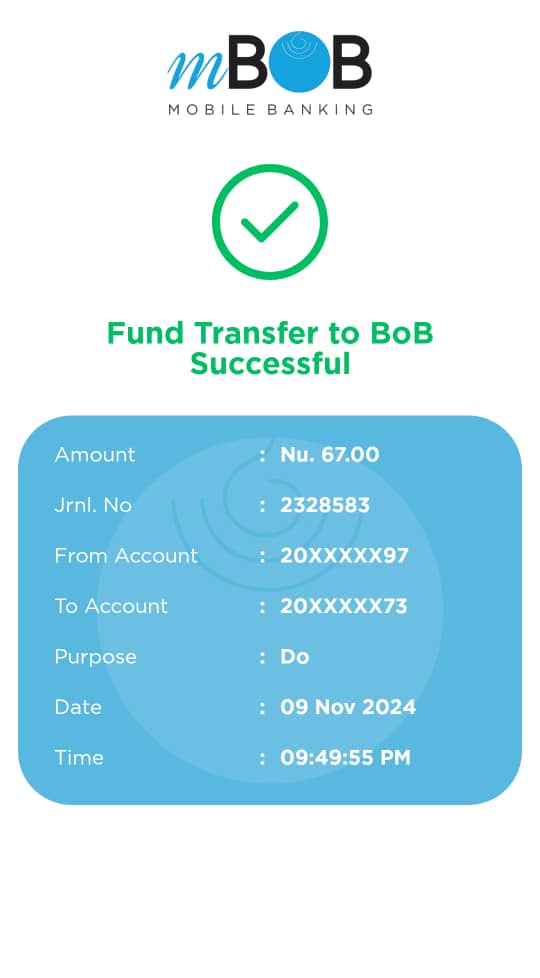 mBOB
MOBILE BANKING
Fund Transfer to BoB
Successful
Amount : Nu. 67.00
Jrnl. No : 2328583
From Account : 20XXXXX97
To Account : 20XXXXX73
Purpose : Do
Date : 09 Nov 2024
Time : 09:49:55 PM